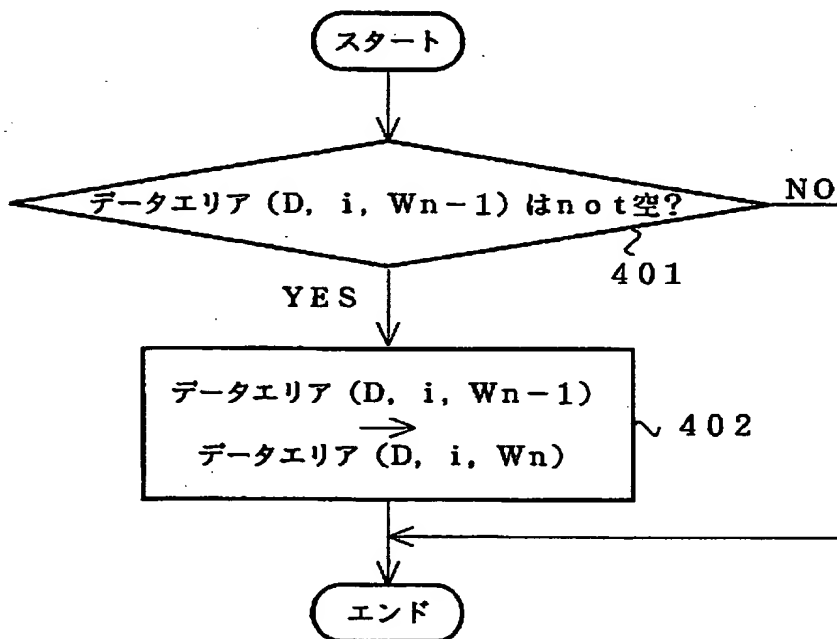 スタート
データエリア (D, i, Wn-1) はnot空?
NO
401
YES
データエリア (D, i, Wn-1)
→
データエリア (D, i, Wn)
402
エンド